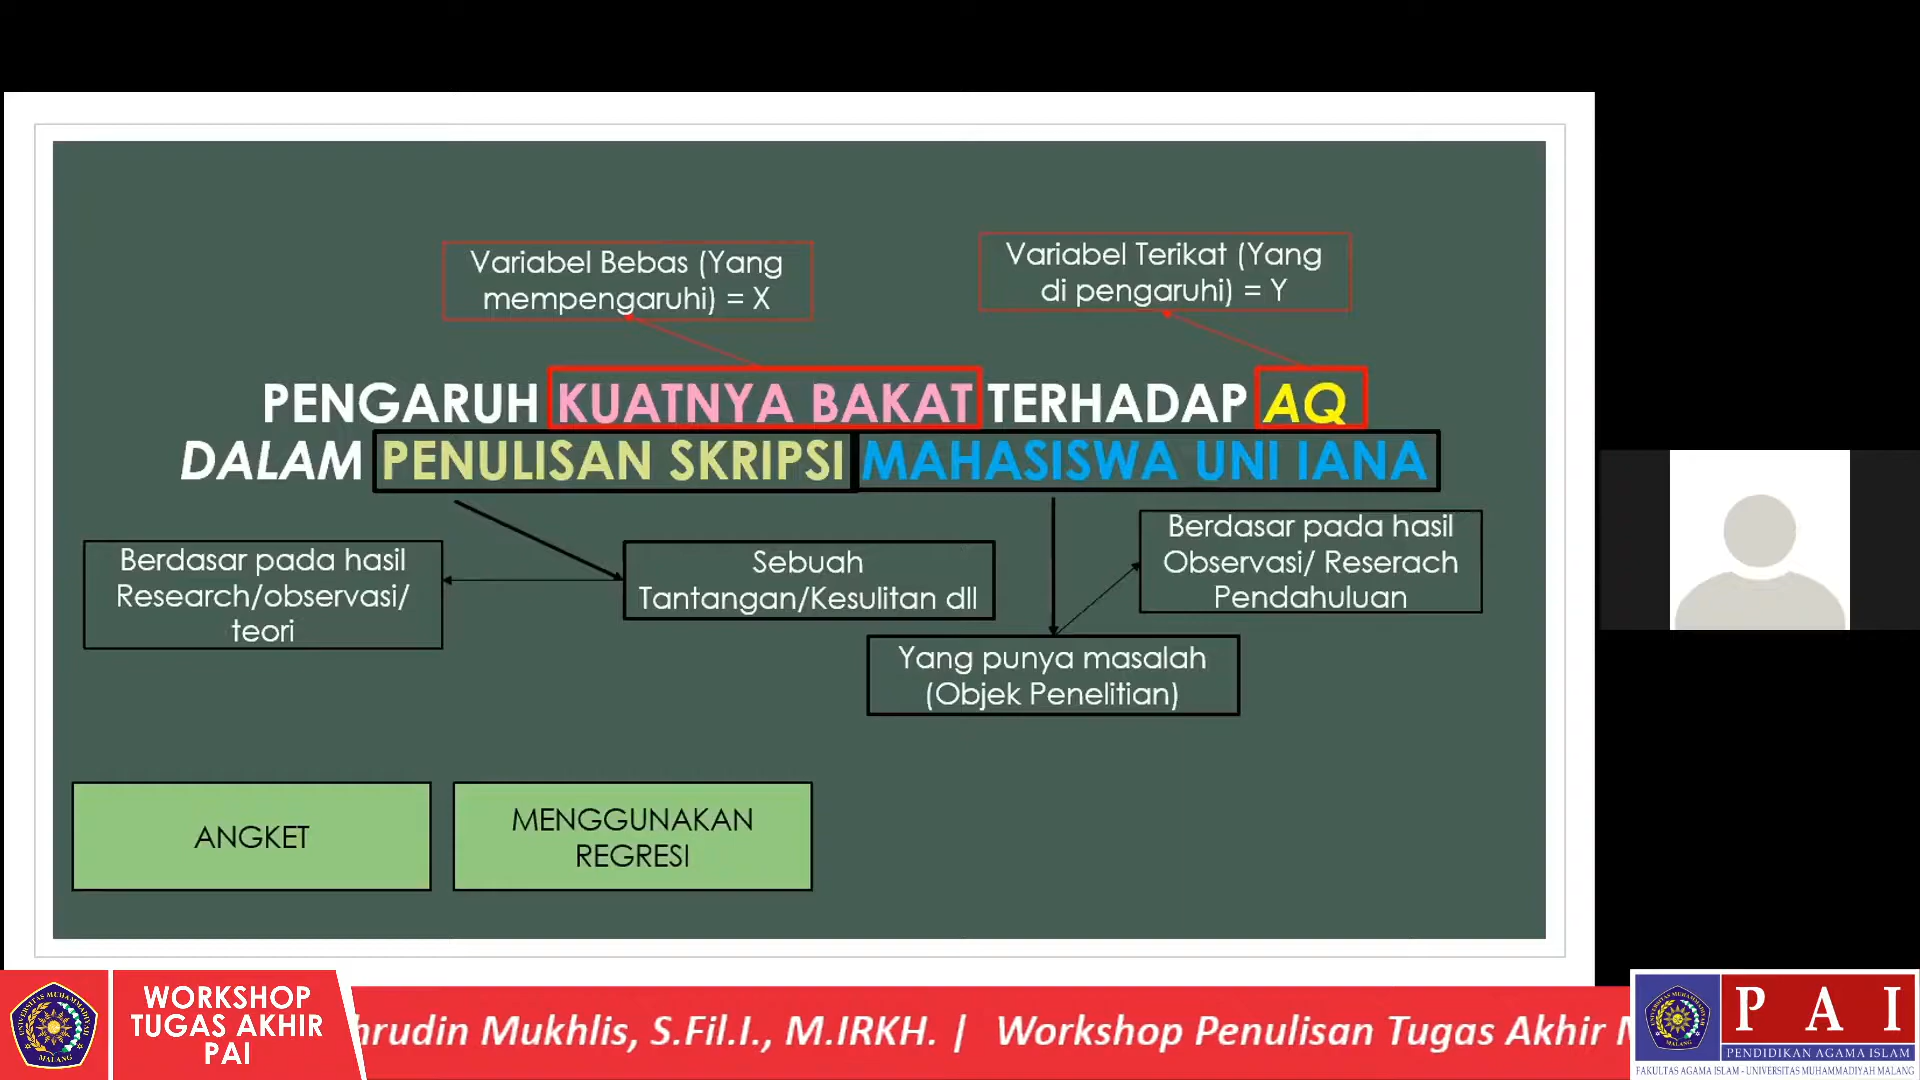 Variabel Bebas (Yang
mempengaruhi) = X
Variabel Terikat (Yang
di pengaruhi) = Y
PENGARUH KUATNYA BAKAT TERHADAP AQ
DALAM PENULISAN SKRIPSI MAHASISWA UNI IANA
Berdasar pada hasil
Research/observasi/
teori
Sebuah
Tantangan/Kesulitan dll
Berdasar pada hasil
Observasi/ Reserach
Pendahuluan
Yang punya masalah
(Objek Penelitian)
ANGKET
MENGGUNAKAN
REGRESI
WORKSHOP
TUGAS AKHIR
PAI
hrudin Mukhlis, S.Fil.I., M.IRKH. | Workshop Penulisan Tugas Akhir
UNIVERSITAS MUHAMMADIYAH
MALANG
PAI
PENDIDIKAN AGAMA ISLAM
FAKULTAS AGAMA ISLAM - UNIVERSITAS MUHAMMADIYAH MALANG